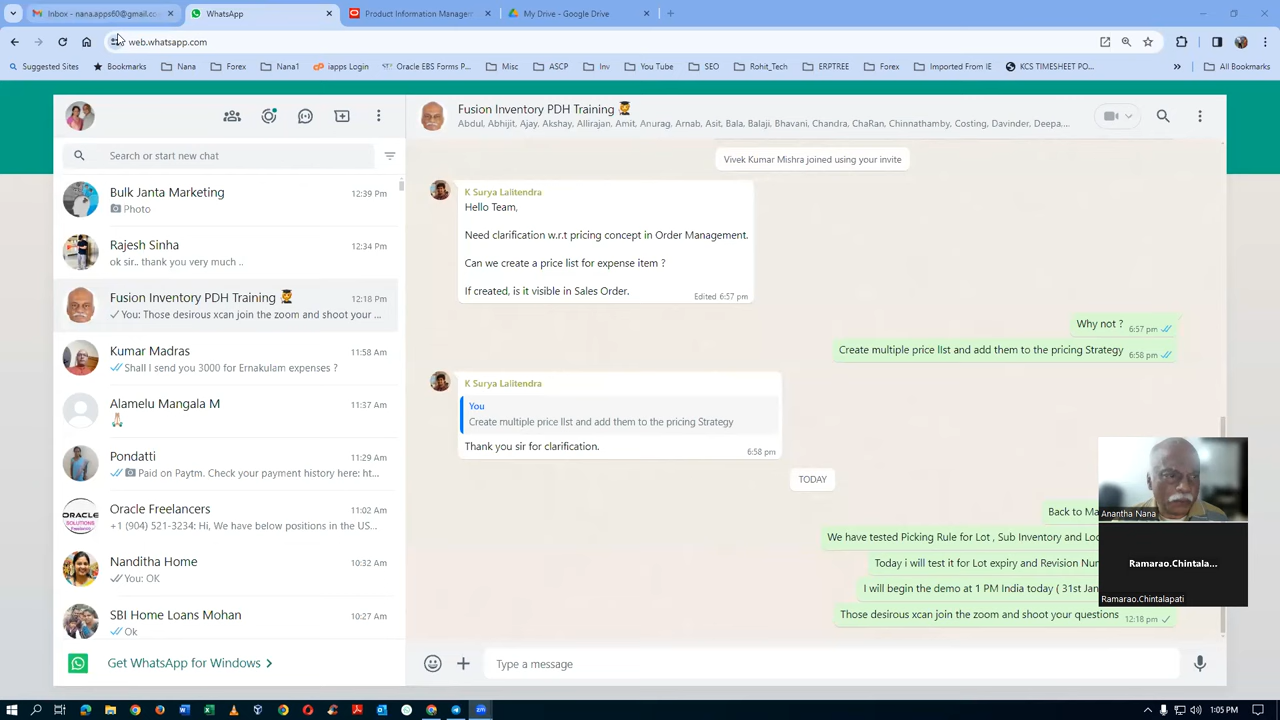 Inbox - nana.apps60@gmail.co
WhatsApp
Product Information Managem
My Drive - Google Drive
web.whatsapp.com
Suggested Sites
Bookmarks
Nana
Forex
Nana1
iapps Login
Oracle EBS Forms P...
Misc
ASCP
Inv
You Tube
SEO
Rohit_Tech
ERPTREE
Forex
Imported From IE
KCS TIMESHEET PO...
All Bookmarks
Search or start new chat
Bulk Janta Marketing
12:39 Pm
Photo
Rajesh Sinha
12:34 Pm
ok sir.. thank you very much ..
Fusion Inventory PDH Training
12:18 Pm
You: Those desirous xcan join the zoom and shoot your ...
Kumar Madras
11:58 Am
Shall I send you 3000 for Ernakulam expenses ?
Alamelu Mangala M
11:37 Am
Pondatti
11:29 Am
Paid on Paytm. Check your payment history here: ht...
Oracle Freelancers
11:02 Am
+1 (904) 521-3234: Hi, We have below positions in the US...
Nanditha Home
10:32 Am
You: OK
SBI Home Loans Mohan
10:27 Am
Ok
Get WhatsApp for Windows
Fusion Inventory PDH Training
Abdul, Abhijit, Ajay, Akshay, Allirajan, Amit, Anurag, Arnab, Asit, Bala, Balaji, Bhavani, Chandra, ChaRan, Chinnathamby, Costing, Davinder, Deepa,...
Vivek Kumar Mishra joined using your invite
K Surya Lalitendra
Hello Team,
Need clarification w.r.t pricing concept in Order Management.
Can we create a price list for expense item ?
If created, is it visible in Sales Order.
Edited 6:57 pm
Why not ?
6:57 pm
Create multiple price lIst and add them to the pricing Strategy
6:58 pm
K Surya Lalitendra
You
Create multiple price lIst and add them to the pricing Strategy
Thank you sir for clarification.
6:58 pm
TODAY
Back to Ma
We have tested Picking Rule for Lot , Sub Inventory and Loc
Today i will test it for Lot expiry and Revision Nu
I will begin the demo at 1 PM India today ( 31st Jan
Those desirous xcan join the zoom and shoot your questions
12:18 pm
Type a message
Anantha Nana
Ramarao.Chintala...
Ramarao.Chintalapati
1:05 PM